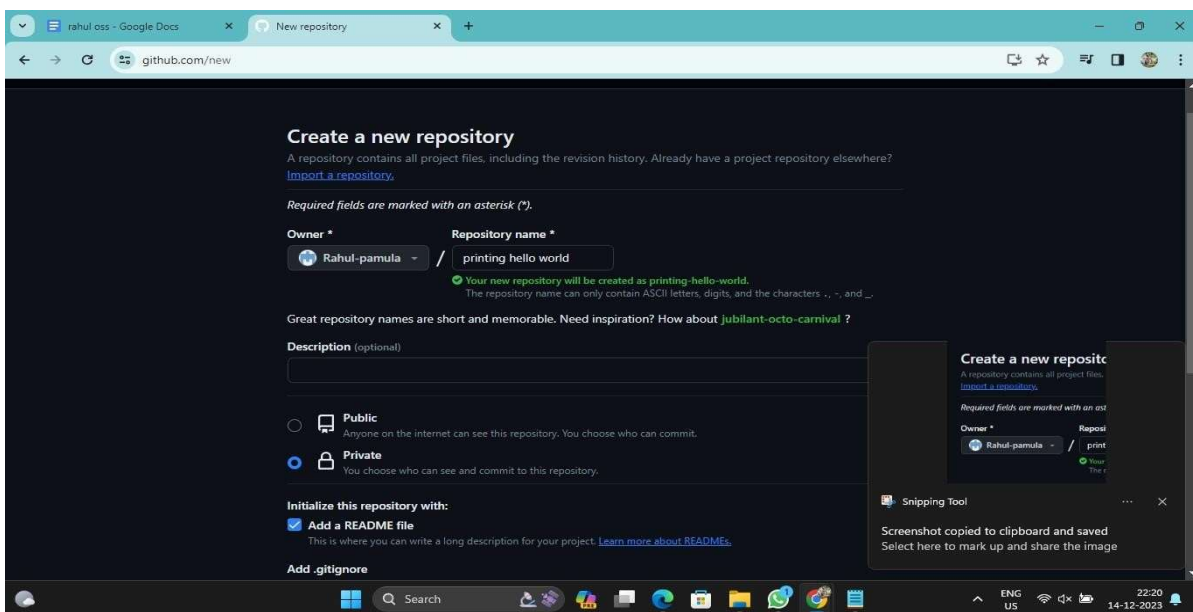 rahul oss - Google Docs
New repository
github.com/new
Create a new repository
A repository contains all project files, including the revision history. Already have a project repository elsewhere?
Import a repository.
Required fields are marked with an asterisk (*).
Owner *
Repository name *
Rahul-pamula / printing hello world
Your new repository will be created as printing-hello-world.
The repository name can only contain ASCII letters, digits, and the characters ., -, and _.
Great repository names are short and memorable. Need inspiration? How about jubilant-octo-carnival ?
Description (optional)
Public
Anyone on the internet can see this repository. You choose who can commit.
Private
You choose who can see and commit to this repository.
Initialize this repository with:
Add a README file
This is where you can write a long description for your project. Learn more about READMEs.
Add .gitignore
Create a new reposito
A repository contains all project files,
Import a repository.
Required fields are marked with an ast
Owner *
Reposi
Rahul-pamula / print
Your
The
Snipping Tool
Screenshot copied to clipboard and saved
Select here to mark up and share the image
Search
ENG
US
22:20
14-12-2023